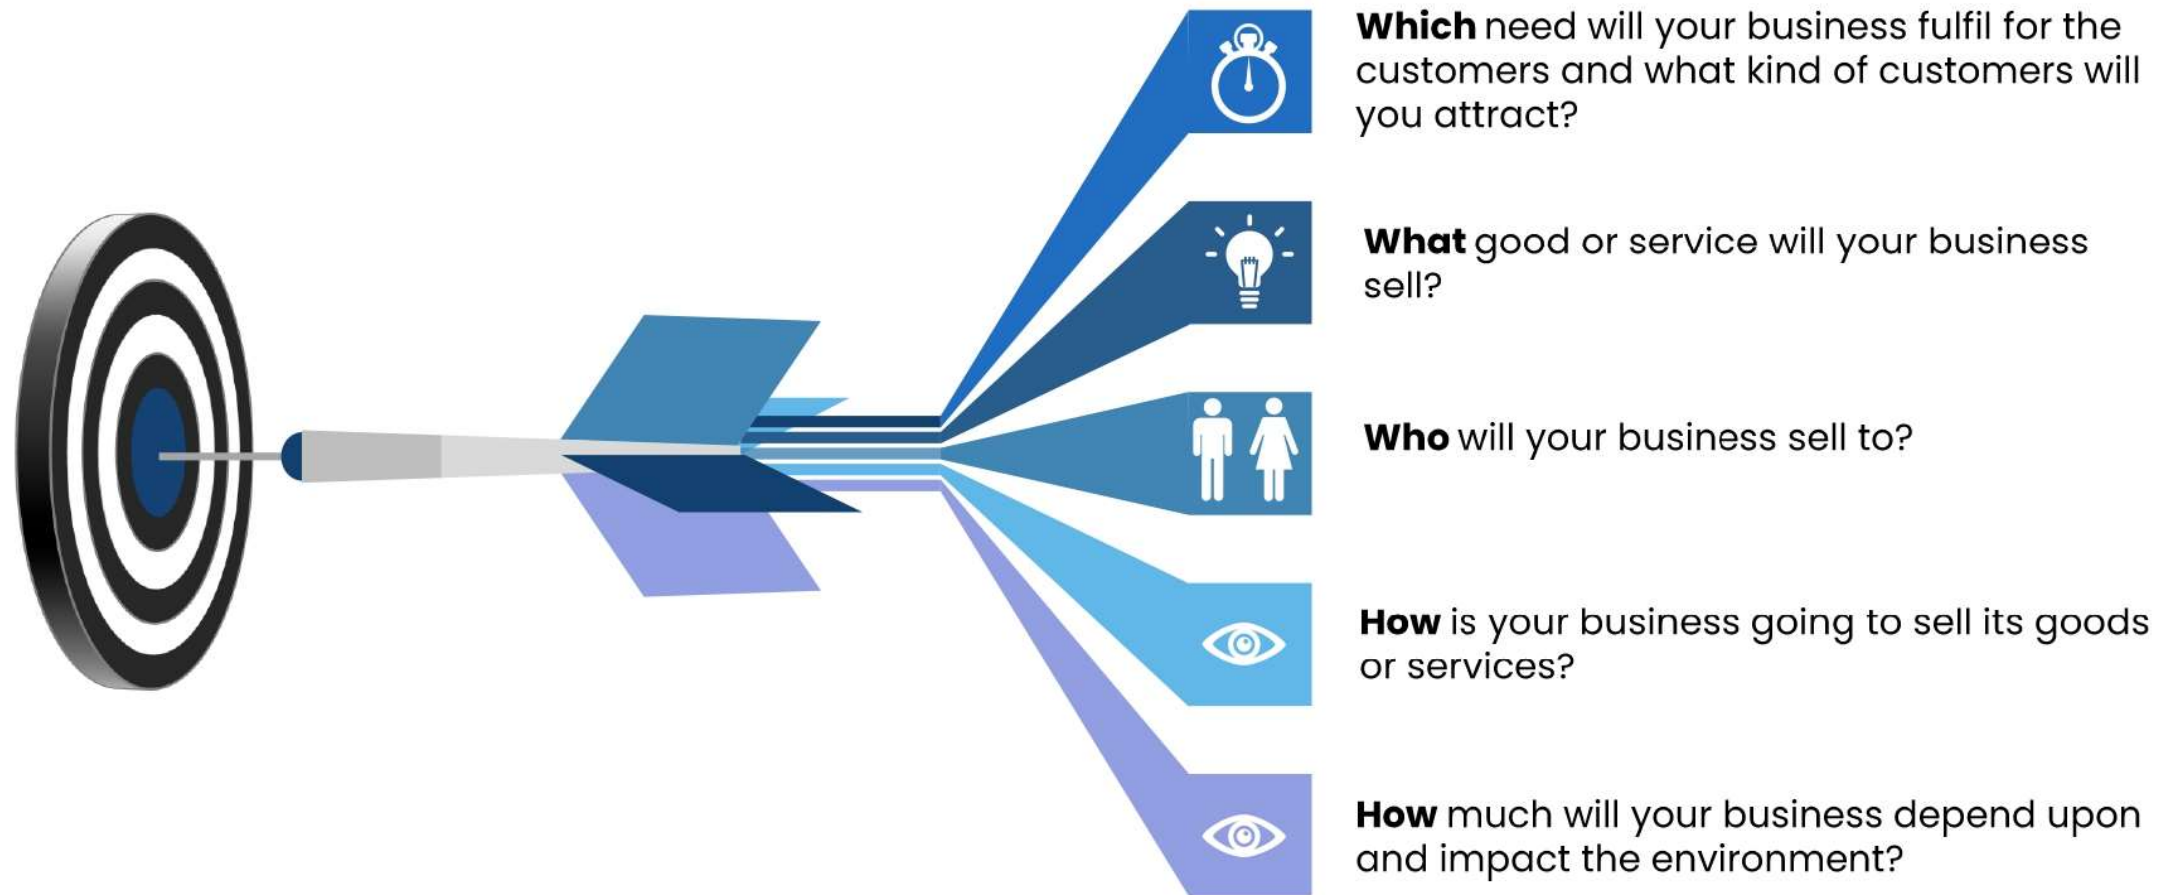 Which need will your business fulfil for the
customers and what kind of customers will
you attract?
What good or service will your business
sell?
Who will your business sell to?
How is your business going to sell its goods
or services?
How much will your business depend upon
and impact the environment?